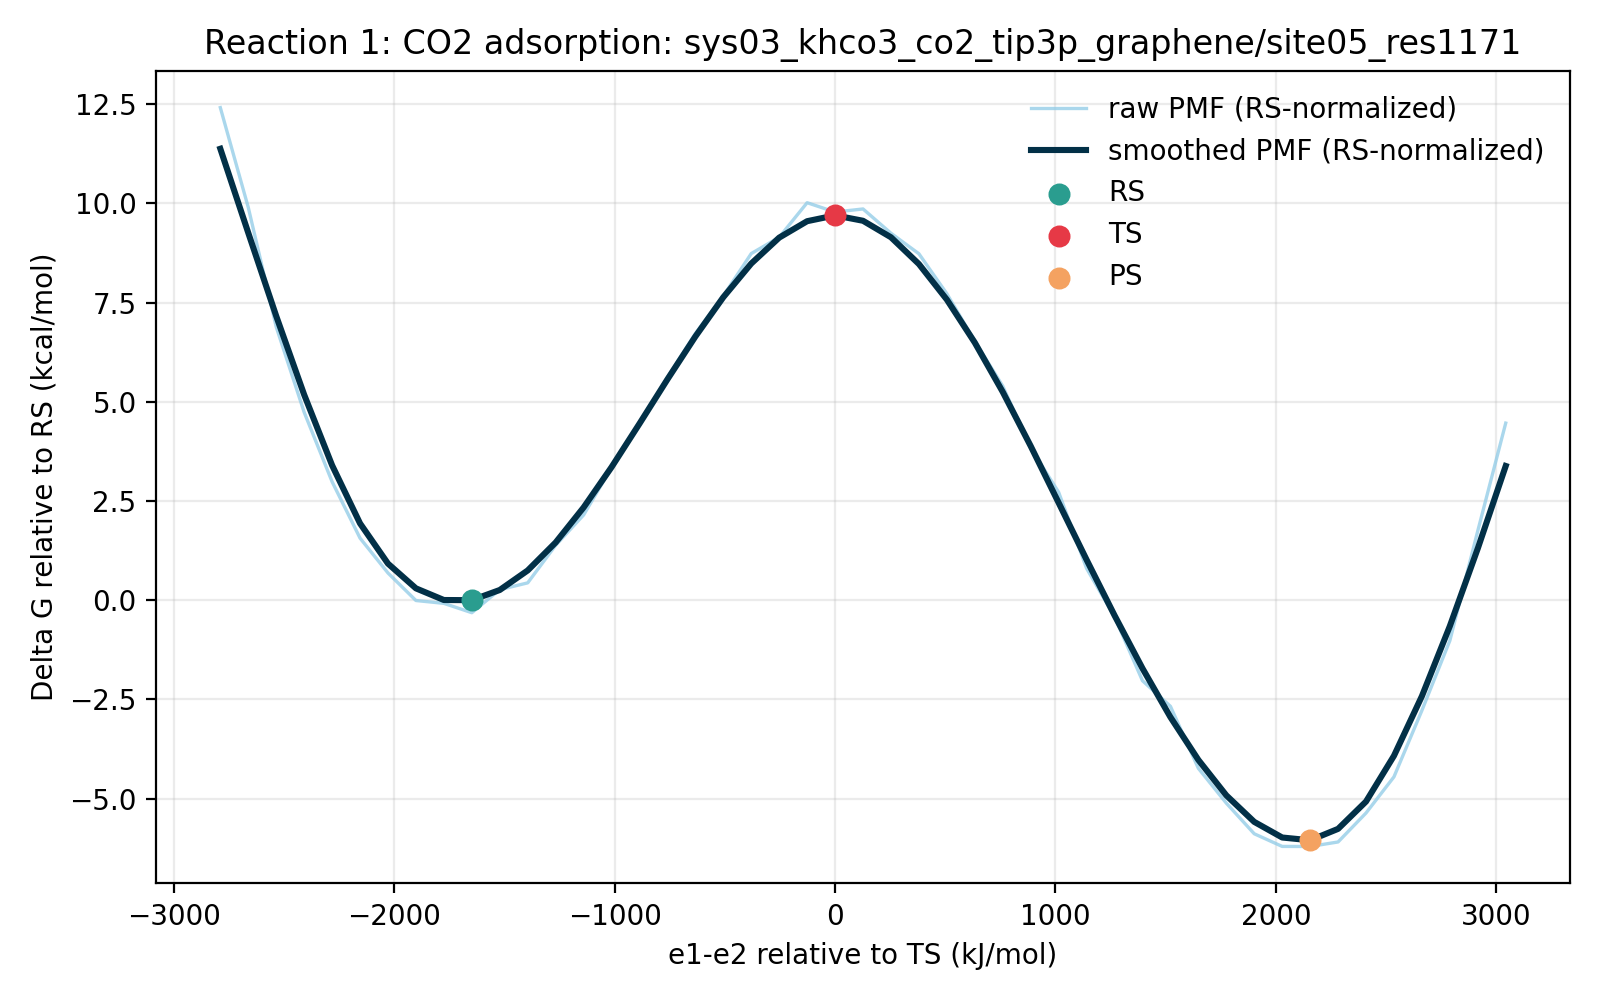 Reaction 1: CO2 adsorption: sys03_khco3_co2_tip3p_graphene/site05_res1171
raw PMF (RS-normalized)
smoothed PMF (RS-normalized)
RS
TS
PS
Delta G relative to RS (kcal/mol)
12.5
10.0
7.5
5.0
2.5
0.0
−2.5
−5.0
−3000 −2000 −1000 0 1000 2000 3000
e1-e2 relative to TS (kJ/mol)